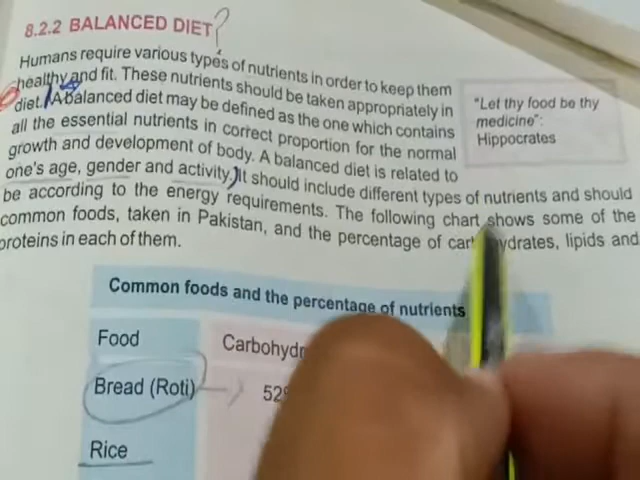 8.2.2 BALANCED DIET?
Humans require various types of nutrients in order to keep them
healthy and fit. These nutrients should be taken appropriately in
diet. A balanced diet may be defined as the one which contains
all the essential nutrients in correct proportion for the normal
growth and development of body. A balanced diet is related to
one's age, gender and activity. It should include different types of nutrients and should
be according to the energy requirements. The following chart shows some of the
common foods, taken in Pakistan, and the percentage of carb ydrates, lipids and
proteins in each of them.
"Let thy food be thy
medicine":
Hippocrates
Common foods and the percentage of nutrients
Food Carbohydr
Bread (Roti) 52
Rice